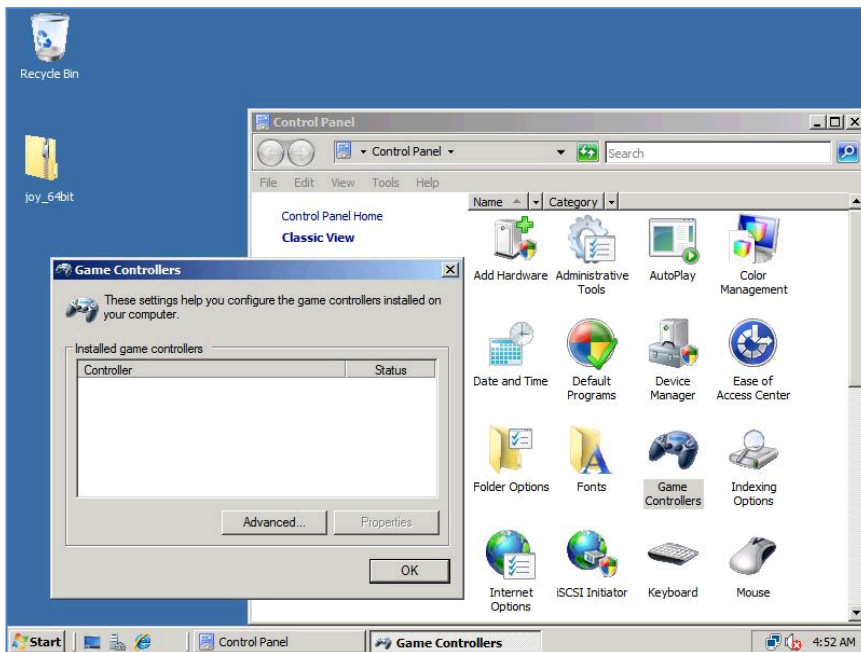 Recycle Bin
joy_64bit
Control Panel
Control Panel
Search
File Edit View Tools Help
Control Panel Home
Classic View
Name Category
Add Hardware
Administrative
Tools
AutoPlay
Color
Management
Date and Time
Default
Programs
Device
Manager
Ease of
Access Center
Folder Options
Fonts
Game
Controllers
Indexing
Options
Internet
Options
iSCSI Initiator
Keyboard
Mouse
Game Controllers
These settings help you configure the game controllers installed on
your computer.
Installed game controllers
Controller Status
Advanced... Properties
OK
Start Control Panel Game Controllers 4:52 AM